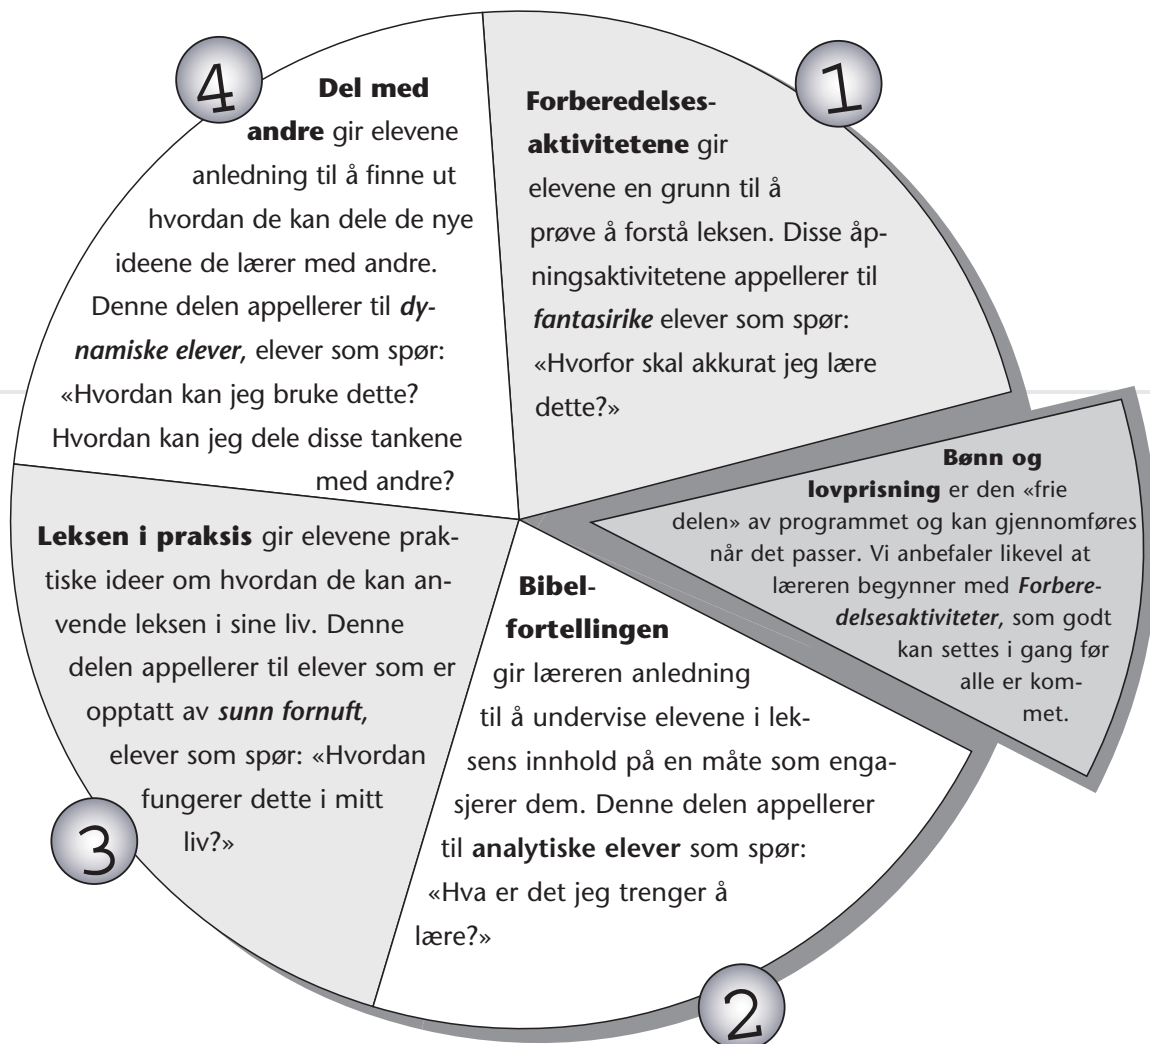 1
Forberedelses-
aktivitetene gir
elevene en grunn til å
prøve å forstå leksen. Disse åp-
ningsaktivitetene appellerer til
fantasirike elever som spør:
«Hvorfor skal akkurat jeg lære
dette?»
Bønn og
lovprisning er den «frie
delen» av programmet og kan gjennomføres
når det passer. Vi anbefaler likevel at
læreren begynner med Forbere-
delsesaktiviteter, som godt
kan settes i gang før
alle er kom-
met.
2
Bibel-
fortellingen
gir læreren anledning
til å undervise elevene i lek-
sens innhold på en måte som enga-
sjerer dem. Denne delen appellerer
til analytiske elever som spør:
«Hva er det jeg trenger å
lære?»
3
Leksen i praksis gir elevene prak-
tiske ideer om hvordan de kan an-
vende leksen i sine liv. Denne
delen appellerer til elever som er
opptatt av sunn fornuft,
elever som spør: «Hvordan
fungerer dette i mitt
liv?»
4
Del med
andre gir elevene
anledning til å finne ut
hvordan de kan dele de nye
ideene de lærer med andre.
Denne delen appellerer til dy-
namiske elever, elever som spør:
«Hvordan kan jeg bruke dette?
Hvordan kan jeg dele disse tankene
med andre?